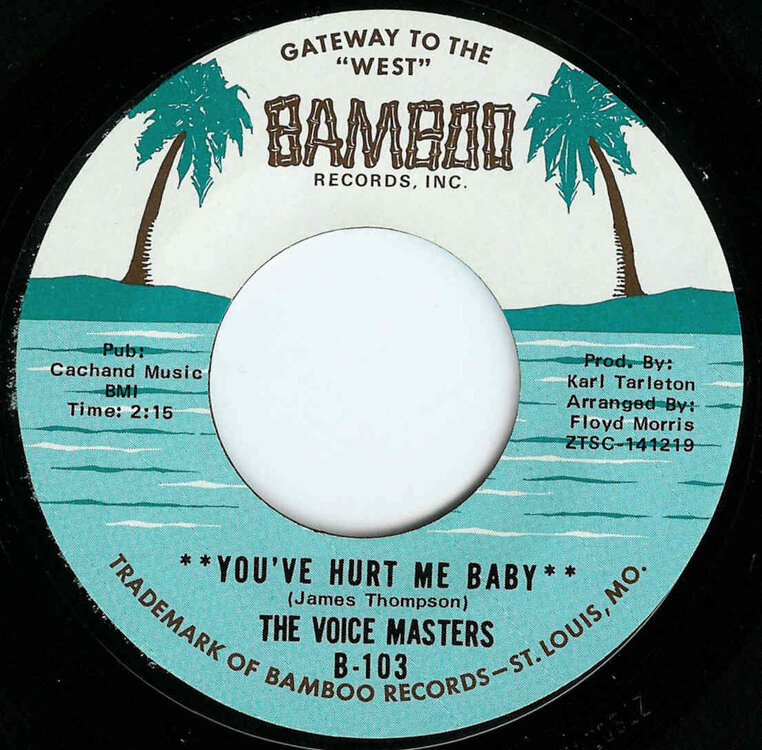 GATEWAY TO THE
"WEST"
BAMBOO
RECORDS, INC.
Pub:
Cachand Music
BMI
Time: 2:15
Prod. By:
Karl Tarleton
Arranged By:
Floyd Morris
ZTSC-141219
**YOU'VE HURT ME BABY**
(James Thompson)
THE VOICE MASTERS
B-103
TRADEMARK OF BAMBOO RECORDS-ST. LOUIS, MO.